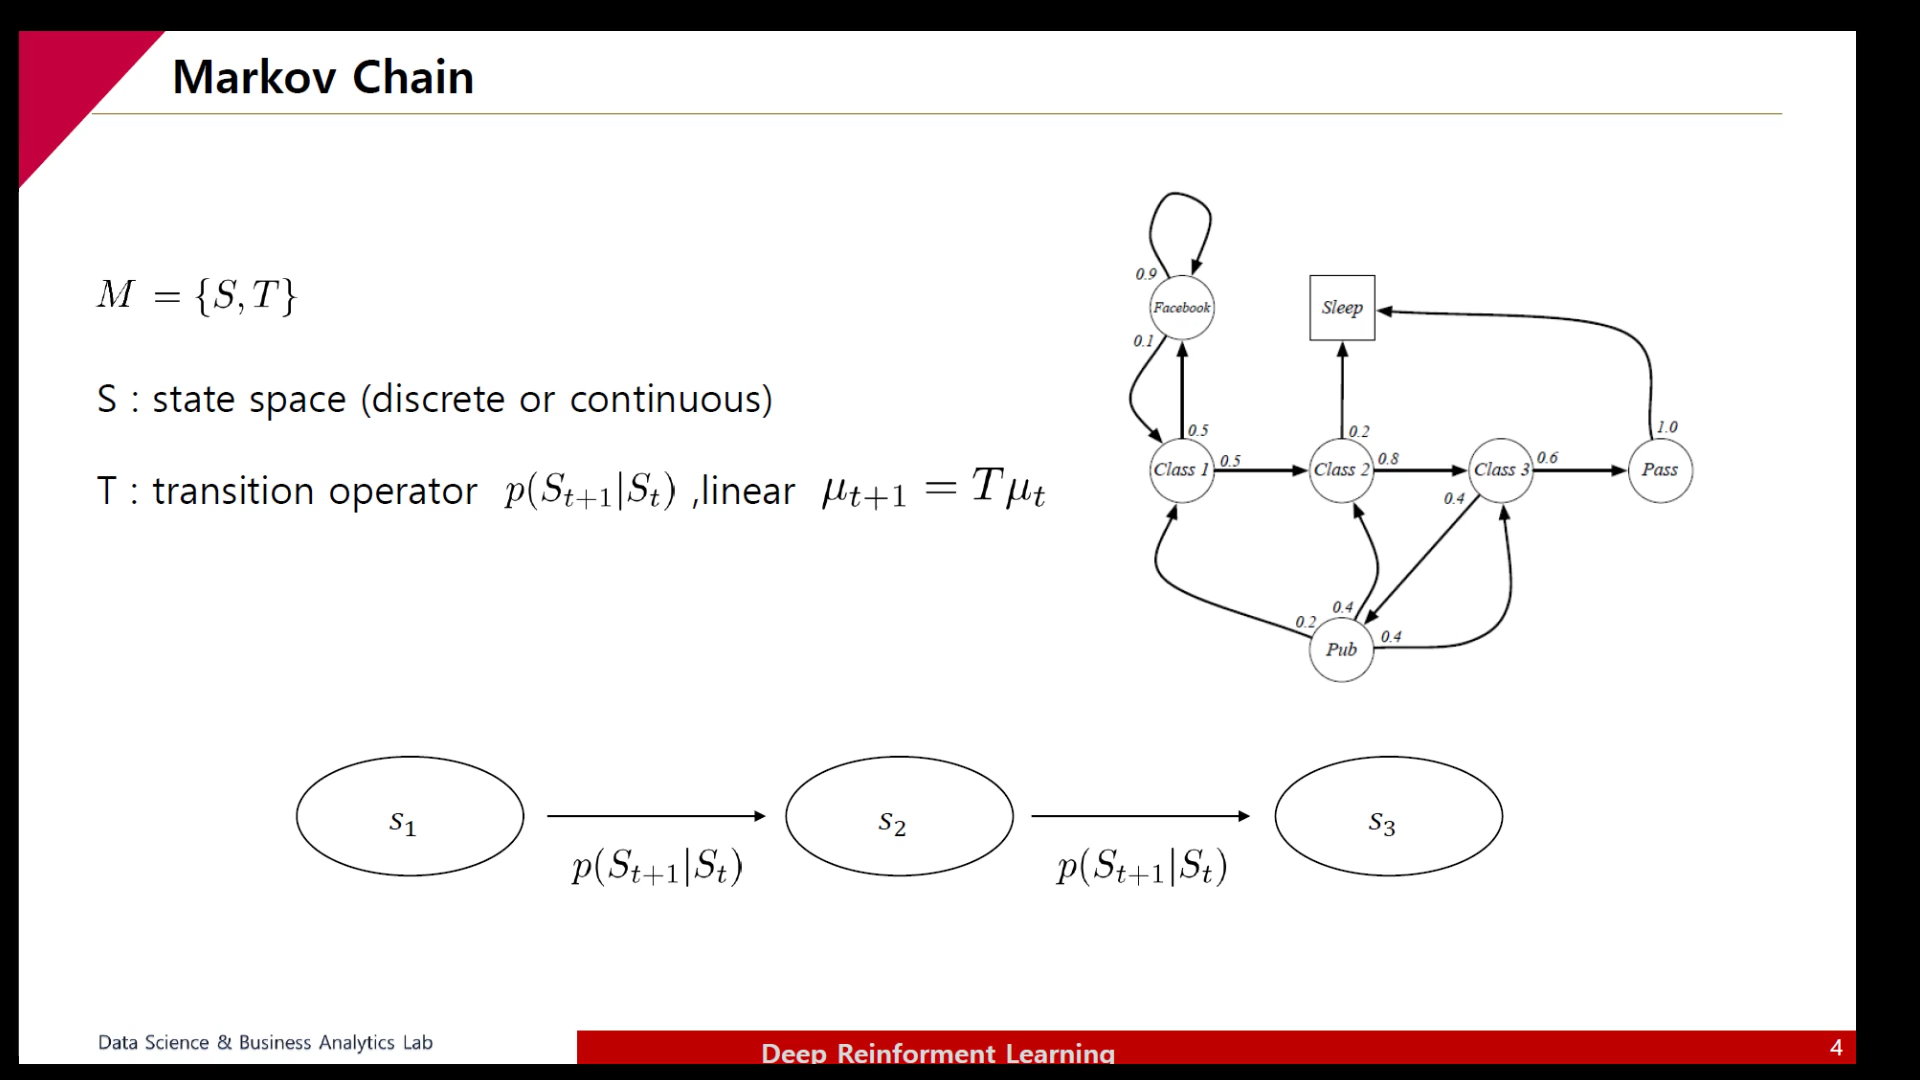 Markov Chain
M = {S, T}
S : state space (discrete or continuous)
T : transition operator p(S_{t+1}|S_t) ,linear μ_{t+1} = Tμ_t
0.9
Facebook
Sleep
0.1
0.5
0.2
1.0
Class 1
0.5
Class 2
0.8
Class 3
0.6
Pass
0.4
0.2
0.4
0.4
Pub
s_1
s_2
s_3
p(S_{t+1}|S_t)
p(S_{t+1}|S_t)
Data Science & Business Analytics Lab
Deep Reinforment Learning
4